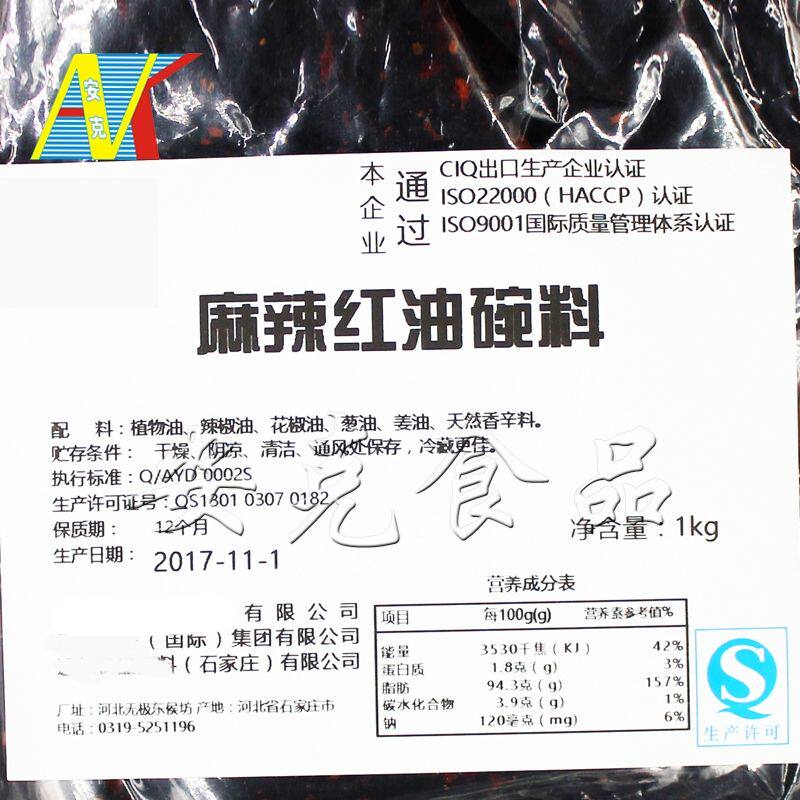 安克
本企业
通过
CIQ出口生产企业认证
ISO22000（HACCP）认证
ISO9001国际质量管理体系认证
麻辣红油碗料
配 料：植物油、辣椒油、花椒油、葱油、姜油、天然香辛料。
贮存条件： 干燥、阴凉、清洁、通风处保存，冷藏更佳。
执行标准：Q/AYD 0002S
生产许可证号：QS1301 0307 0182
保质期： 12个月
生产日期： 2017-11-1
净含量：1kg
安克食品
有限公司
（国际）集团有限公司
料（石家庄）有限公司
厂址：河北无极东侯坊 产地：河北省石家庄市
电话：0319-5251196
营养成分表
项目 每100g(g) 营养素参考值%
能量 3530千焦（KJ） 42%
蛋白质 1.8克（g） 3%
脂肪 94.3克（g） 157%
碳水化合物 3.9克（g） 1%
钠 120毫克（mg） 6%
生产许可